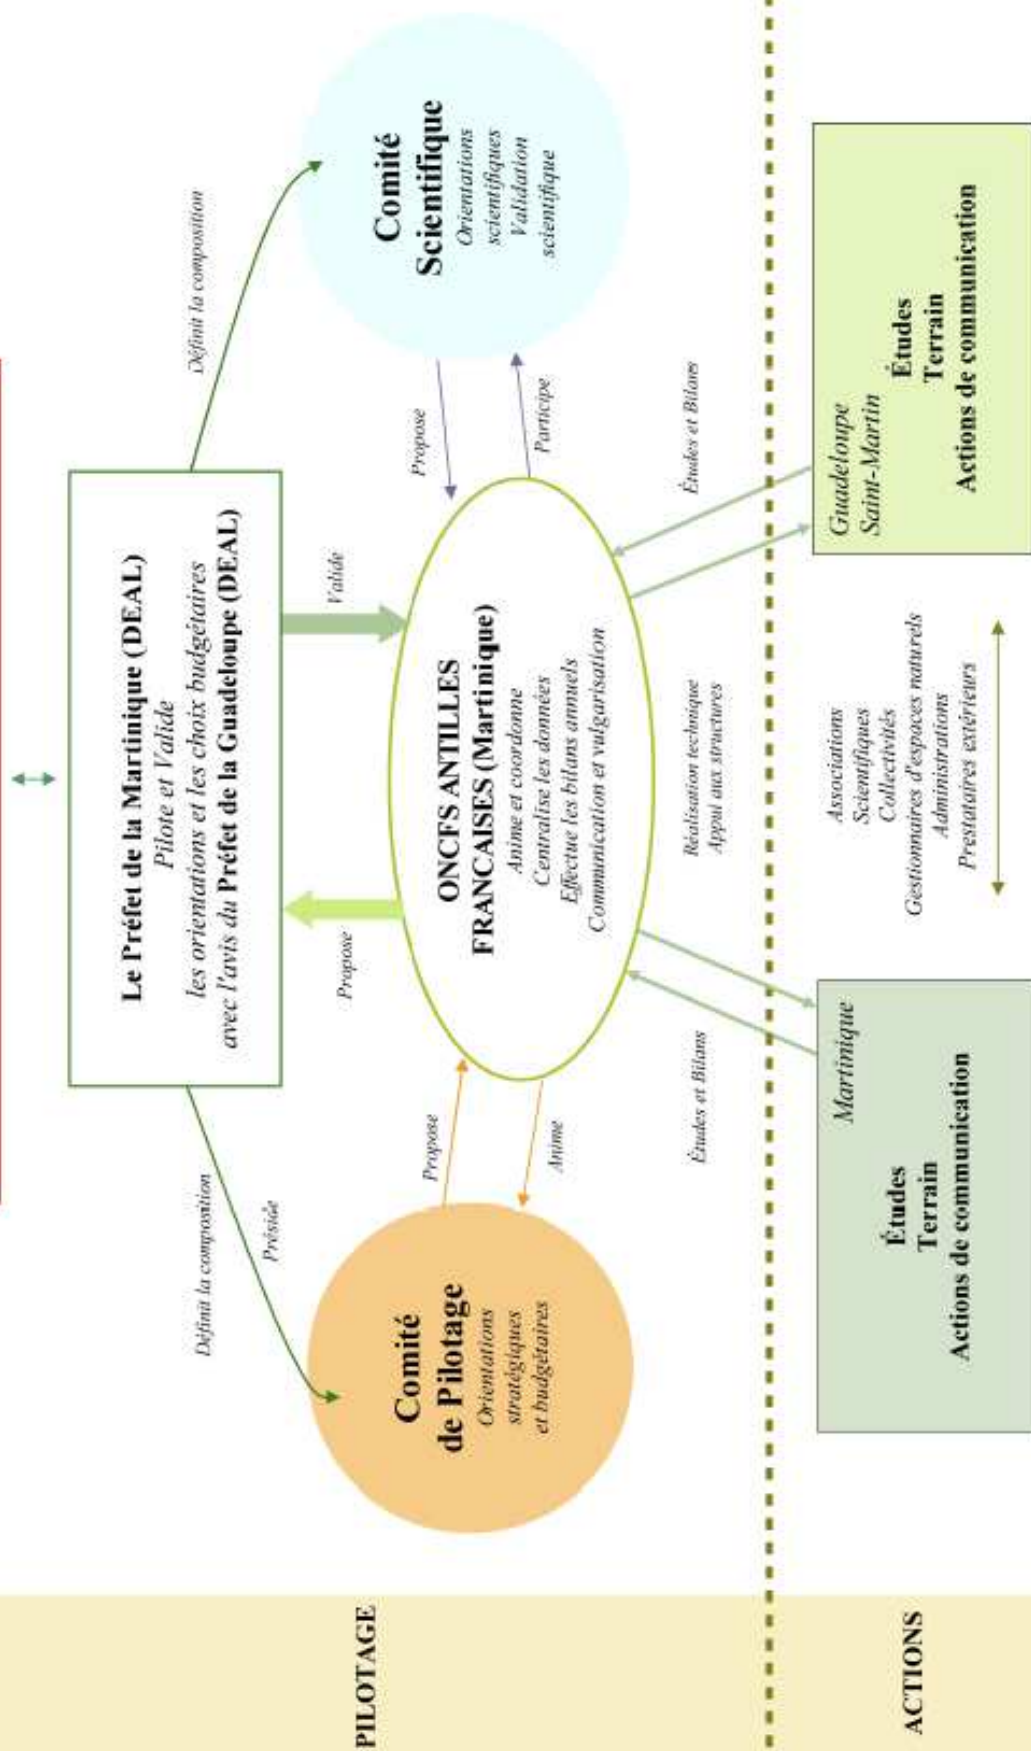 PILOTAGE
Le Préfet de la Martinique (DEAL)
Pilote et Valide
les orientations et les choix budgétaires
avec l'avis du Préfet de la Guadeloupe (DEAL)
Définit la composition
Préside
Définit la composition
Propose
Valide
Comité
de Pilotage
Orientations
stratégiques
et budgétaires
Propose
Anime
ONCFS ANTILLES
FRANCAISES (Martinique)
Anime et coordonne
Centralise les données
Effectue les bilans annuels
Communication et vulgarisation
Propose
Participe
Comité
Scientifique
Orientations
scientifiques
Validation
scientifique
Études et Bilans
Réalisation technique
Appui aux structures
Études et Bilans
ACTIONS
Martinique
Études
Terrain
Actions de communication
Associations
Scientifiques
Collectivités
Gestionnaires d'espaces naturels
Administrations
Prestataires extérieurs
Guadeloupe
Saint-Martin
Études
Terrain
Actions de communication